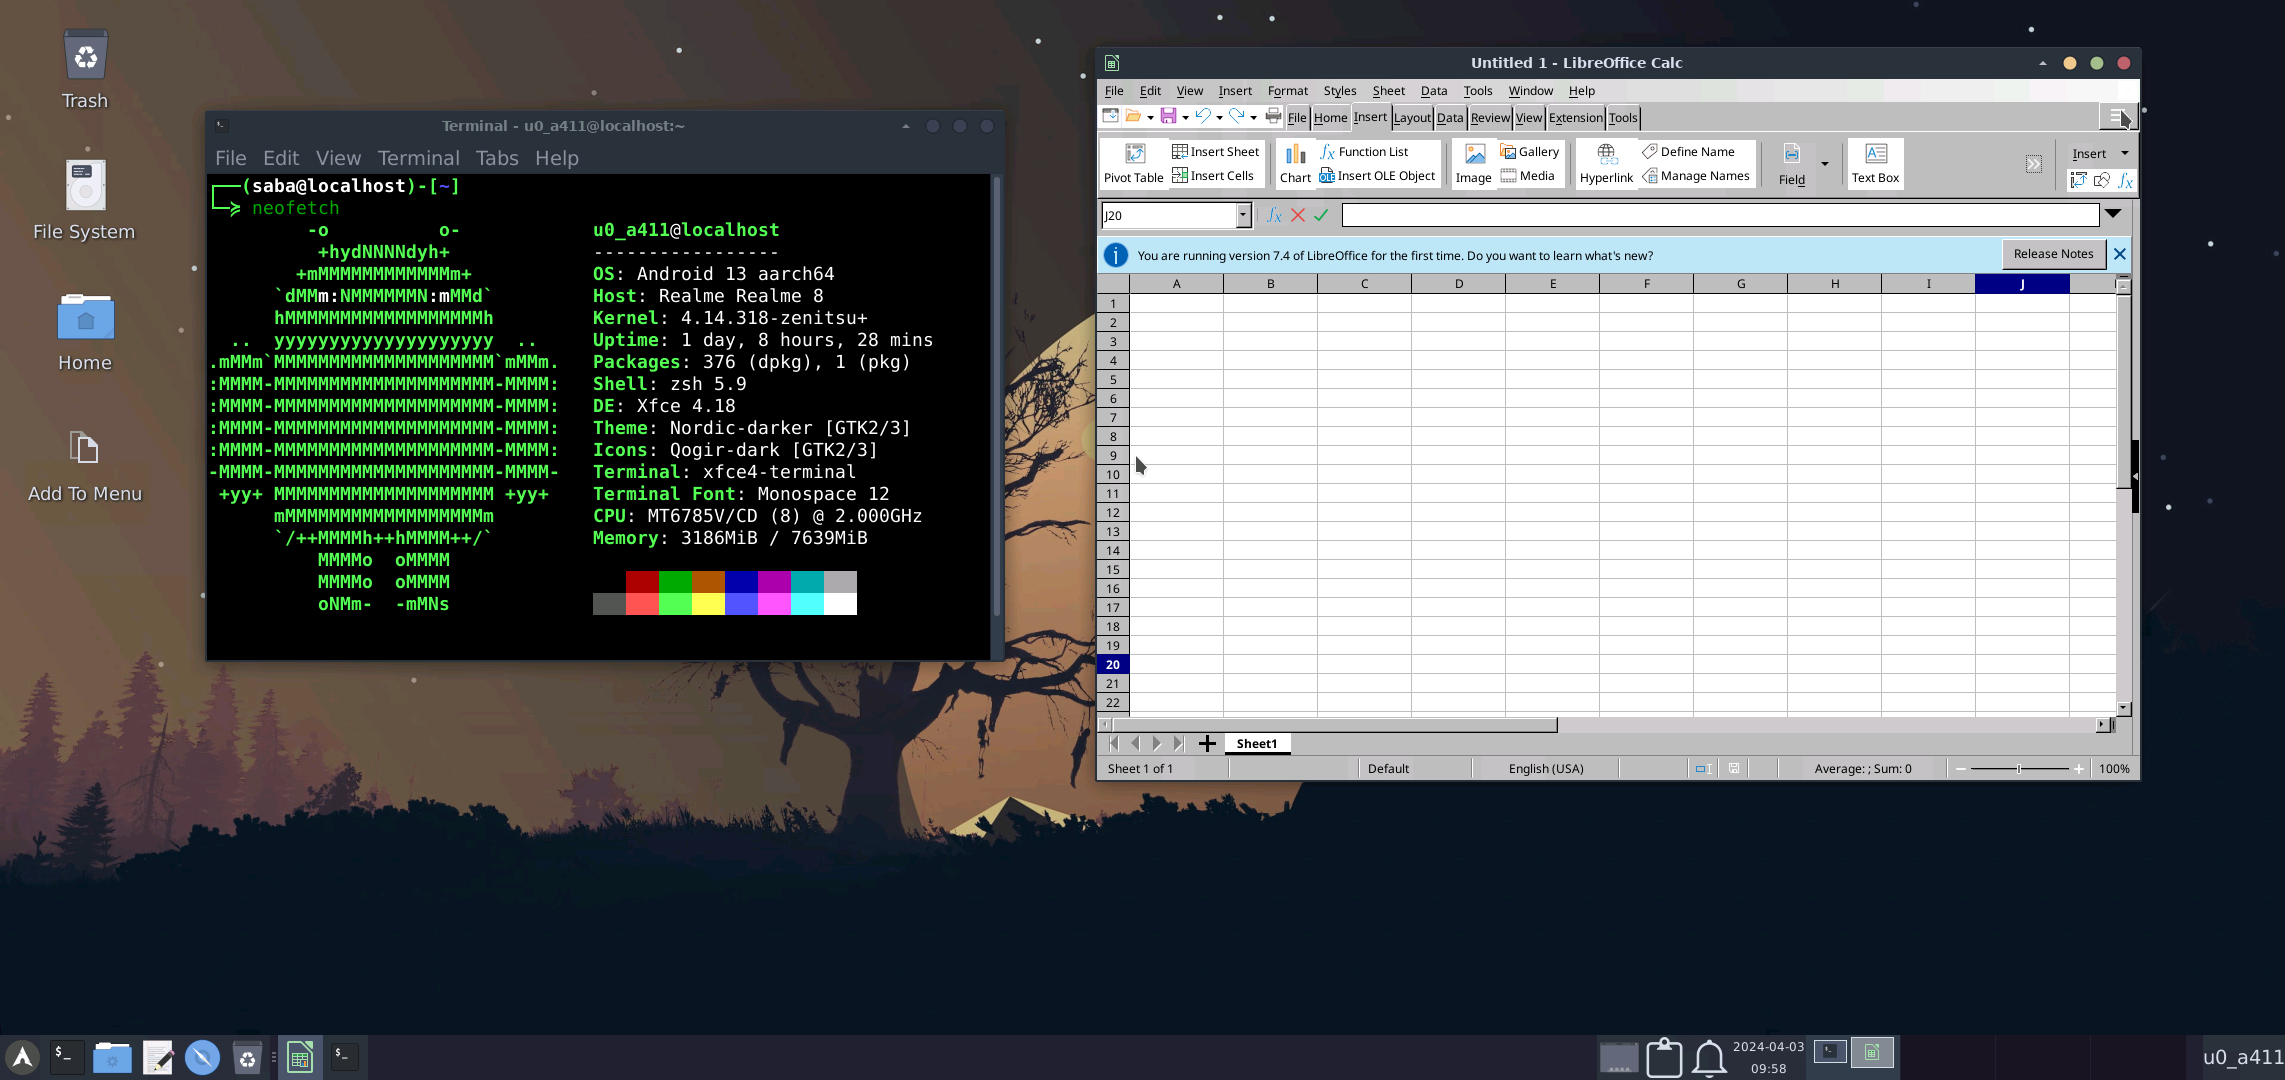 Trash
File System
Home
Add To Menu
Terminal - u0_a411@localhost:~
File Edit View Terminal Tabs Help
┌──(saba@localhost)-[~]
└─⪢ neofetch
-o o-
+hydNNNNdyh+
+mMMMMMMMMMMMMm+
`dMMm:NMMMMMMN:mMMd`
hMMMMMMMMMMMMMMMMMMh
.. yyyyyyyyyyyyyyyyyyyy ..
.mMMm`MMMMMMMMMMMMMMMMMMMM`mMMm.
:MMMM-MMMMMMMMMMMMMMMMMMMM-MMMM:
:MMMM-MMMMMMMMMMMMMMMMMMMM-MMMM:
:MMMM-MMMMMMMMMMMMMMMMMMMM-MMMM:
:MMMM-MMMMMMMMMMMMMMMMMMMM-MMMM:
-MMMM-MMMMMMMMMMMMMMMMMMMM-MMMM-
+yy+ MMMMMMMMMMMMMMMMMMMM +yy+
mMMMMMMMMMMMMMMMMMMm
`/++MMMMh++hMMMM++/`
MMMMo oMMMM
MMMMo oMMMM
oNMm- -mMNs
u0_a411@localhost
-----------------
OS: Android 13 aarch64
Host: Realme Realme 8
Kernel: 4.14.318-zenitsu+
Uptime: 1 day, 8 hours, 28 mins
Packages: 376 (dpkg), 1 (pkg)
Shell: zsh 5.9
DE: Xfce 4.18
Theme: Nordic-darker [GTK2/3]
Icons: Qogir-dark [GTK2/3]
Terminal: xfce4-terminal
Terminal Font: Monospace 12
CPU: MT6785V/CD (8) @ 2.000GHz
Memory: 3186MiB / 7639MiB
Untitled 1 - LibreOffice Calc
File Edit View Insert Format Styles Sheet Data Tools Window Help
File Home Insert Layout Data Review View Extension Tools
Pivot Table Insert Sheet Insert Cells Chart Function List Insert OLE Object Image Gallery Media Hyperlink Define Name Manage Names Field Text Box Insert
J20
You are running version 7.4 of LibreOffice for the first time. Do you want to learn what's new? Release Notes
A B C D E F G H I J
1
2
3
4
5
6
7
8
9
10
11
12
13
14
15
16
17
18
19
20
21
22
Sheet1
Sheet 1 of 1 Default English (USA) Average: ; Sum: 0 100%
2024-04-03
09:58
u0_a411